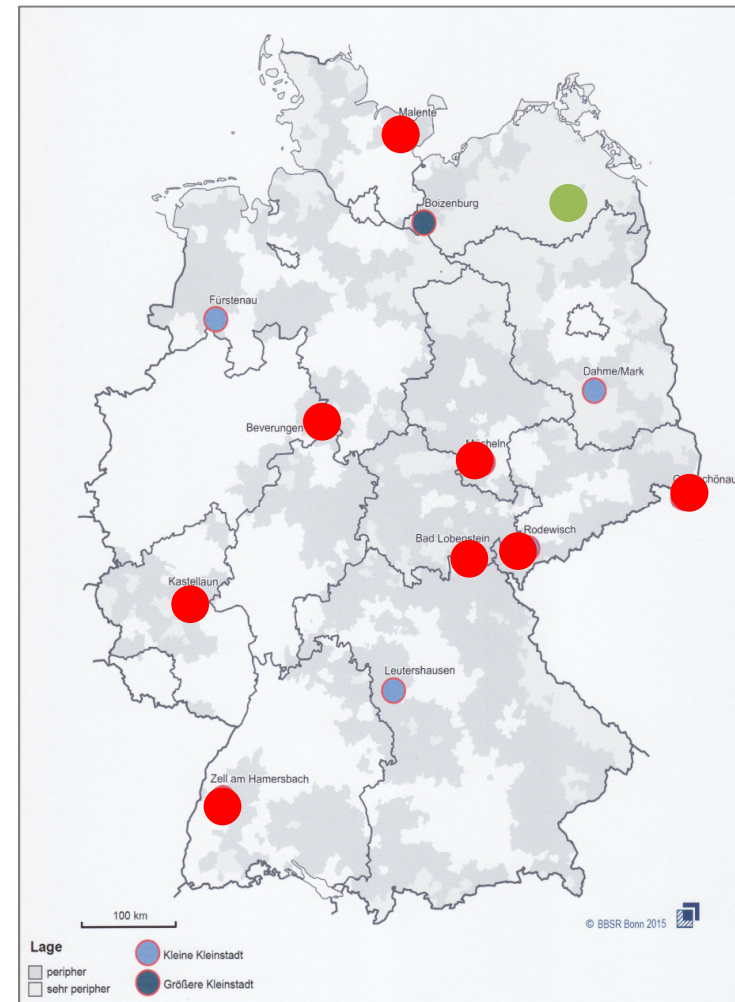 Malente
Boizenburg
Fürstenau
Dahme/Mark
Beverungen
Rodewisch
Bad Lobenstein
Kastellaun
Leutershausen
Zell am Hamersbach
100 km
© BBSR Bonn 2015
Lage
peripher
sehr peripher
Kleine Kleinstadt
Größere Kleinstadt